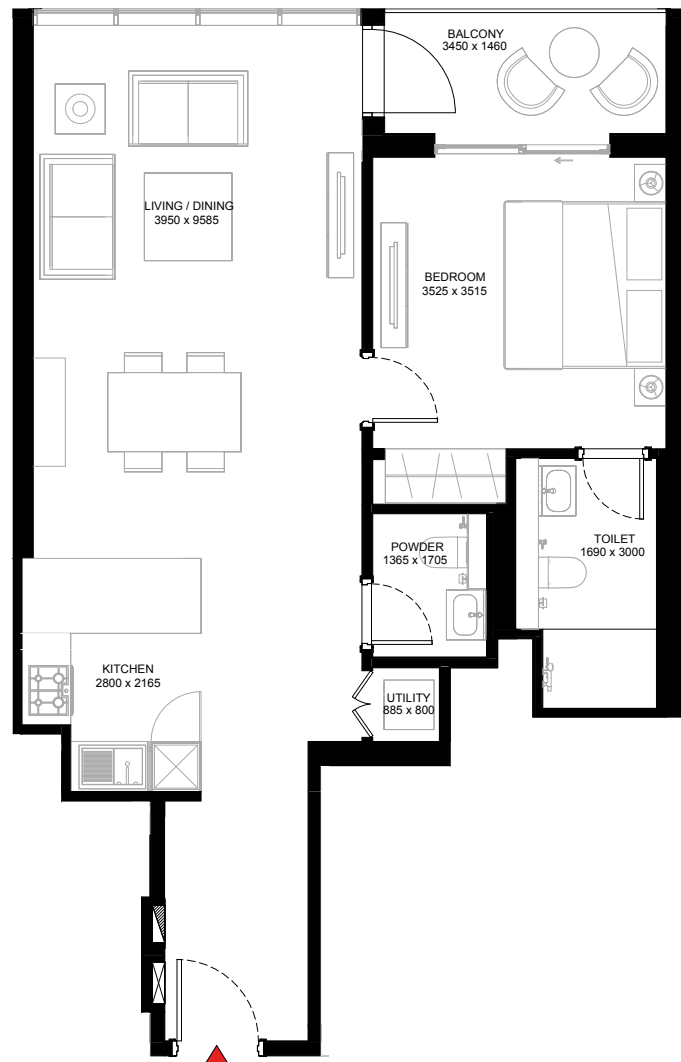 BALCONY
3450 x 1460
LIVING / DINING
3950 x 9585
BEDROOM
3525 x 3515
POWDER
1365 x 1705
TOILET
1690 x 3000
KITCHEN
2800 x 2165
UTILITY
885 x 800